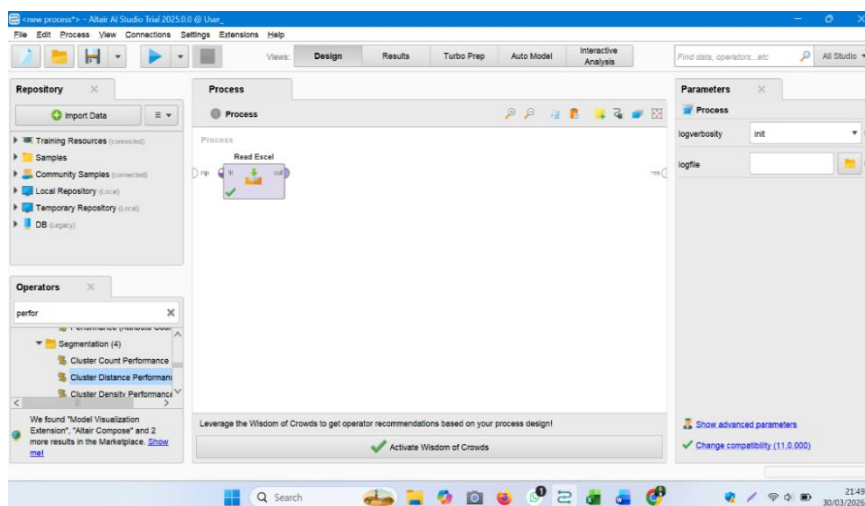 <new process*> – Altair AI Studio Trial 2025.0.0 @ User_
File Edit Process View Connections Settings Extensions Help
Views: Design Results Turbo Prep Auto Model Interactive Analysis
Find data, operators...etc All Studio
Repository
Import Data
Training Resources (connected)
Samples
Community Samples (connected)
Local Repository (Local)
Temporary Repository (Local)
DB (Legacy)
Operators
perfor
Segmentation (4)
Cluster Count Performance
Cluster Distance Performan
Cluster Density Performance
We found "Model Visualization
Extension", "Altair Compose" and 2
more results in the Marketplace. Show
me!
Process
Process
Process
Read Excel
inp
fil
out
res
Leverage the Wisdom of Crowds to get operator recommendations based on your process design!
Activate Wisdom of Crowds
Parameters
Process
logverbosity init
logfile
Show advanced parameters
Change compatibility (11.0.000)
Search
21:49
30/03/2026